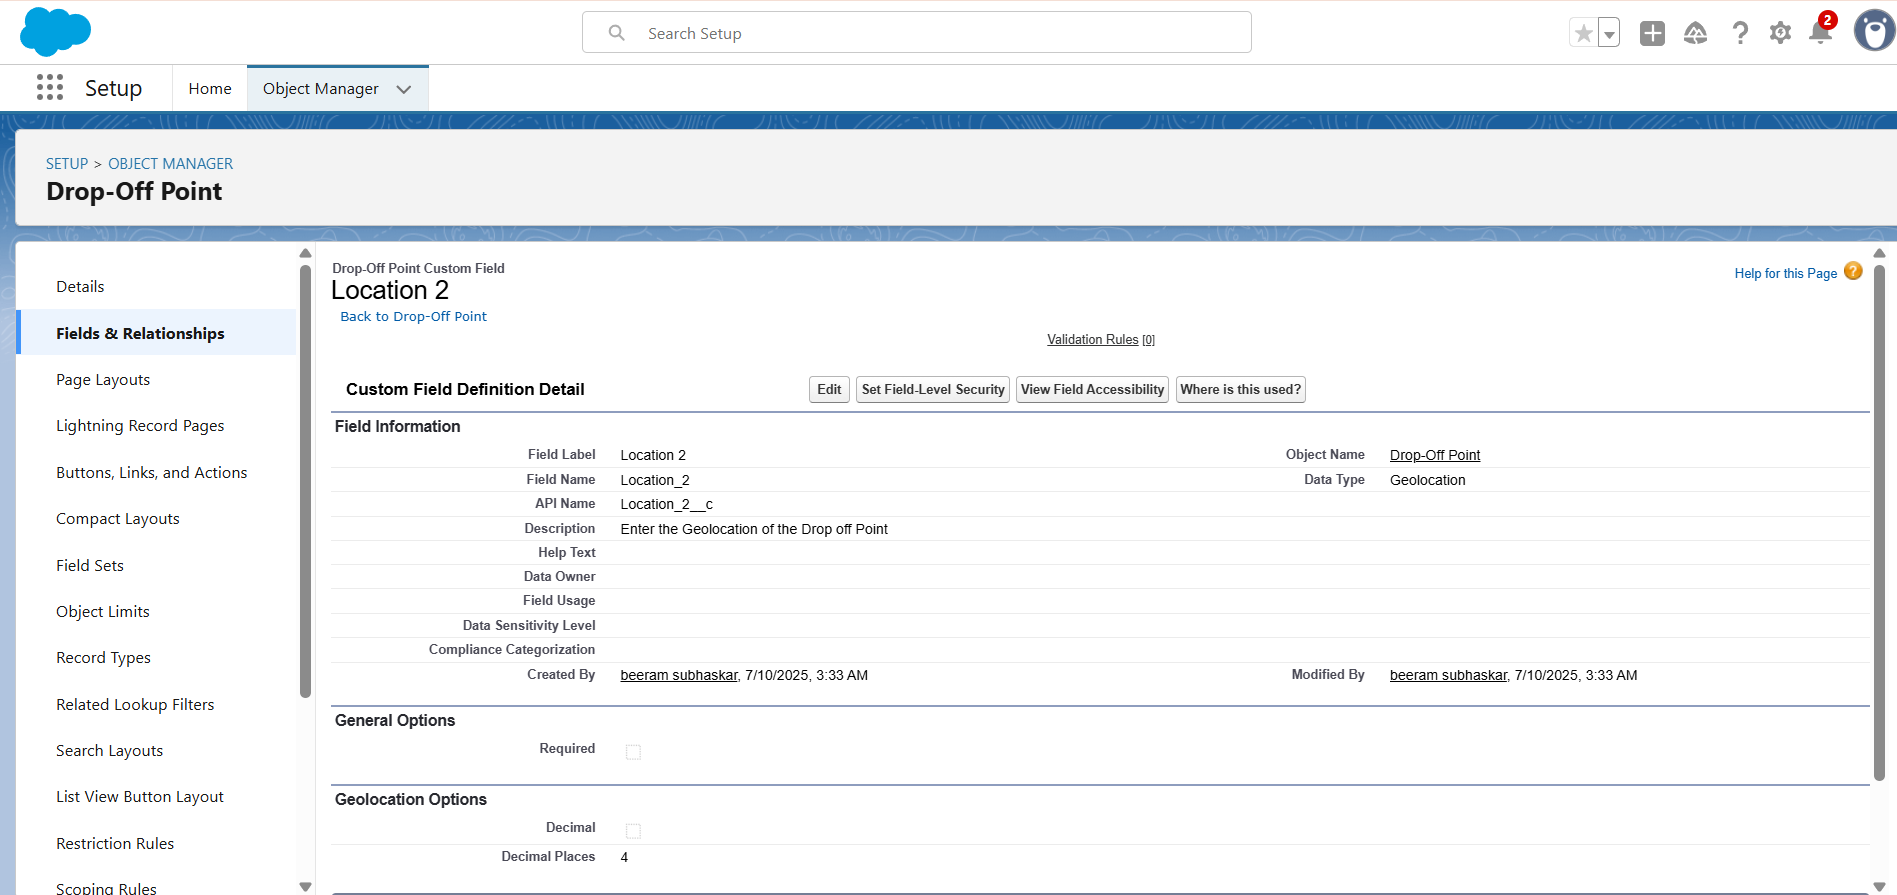 Search Setup
2
Setup
Home
Object Manager
SETUP > OBJECT MANAGER
Drop-Off Point
Details
Fields & Relationships
Page Layouts
Lightning Record Pages
Buttons, Links, and Actions
Compact Layouts
Field Sets
Object Limits
Record Types
Related Lookup Filters
Search Layouts
List View Button Layout
Restriction Rules
Scoping Rules
Drop-Off Point Custom Field
Location 2
Back to Drop-Off Point
Help for this Page ?
Validation Rules [0]
Custom Field Definition Detail
Edit Set Field-Level Security View Field Accessibility Where is this used?
Field Information
Field Label Location 2 Object Name Drop-Off Point
Field Name Location_2 Data Type Geolocation
API Name Location_2__c
Description Enter the Geolocation of the Drop off Point
Help Text
Data Owner
Field Usage
Data Sensitivity Level
Compliance Categorization
Created By beeram subhaskar, 7/10/2025, 3:33 AM Modified By beeram subhaskar, 7/10/2025, 3:33 AM
General Options
Required
Geolocation Options
Decimal
Decimal Places 4